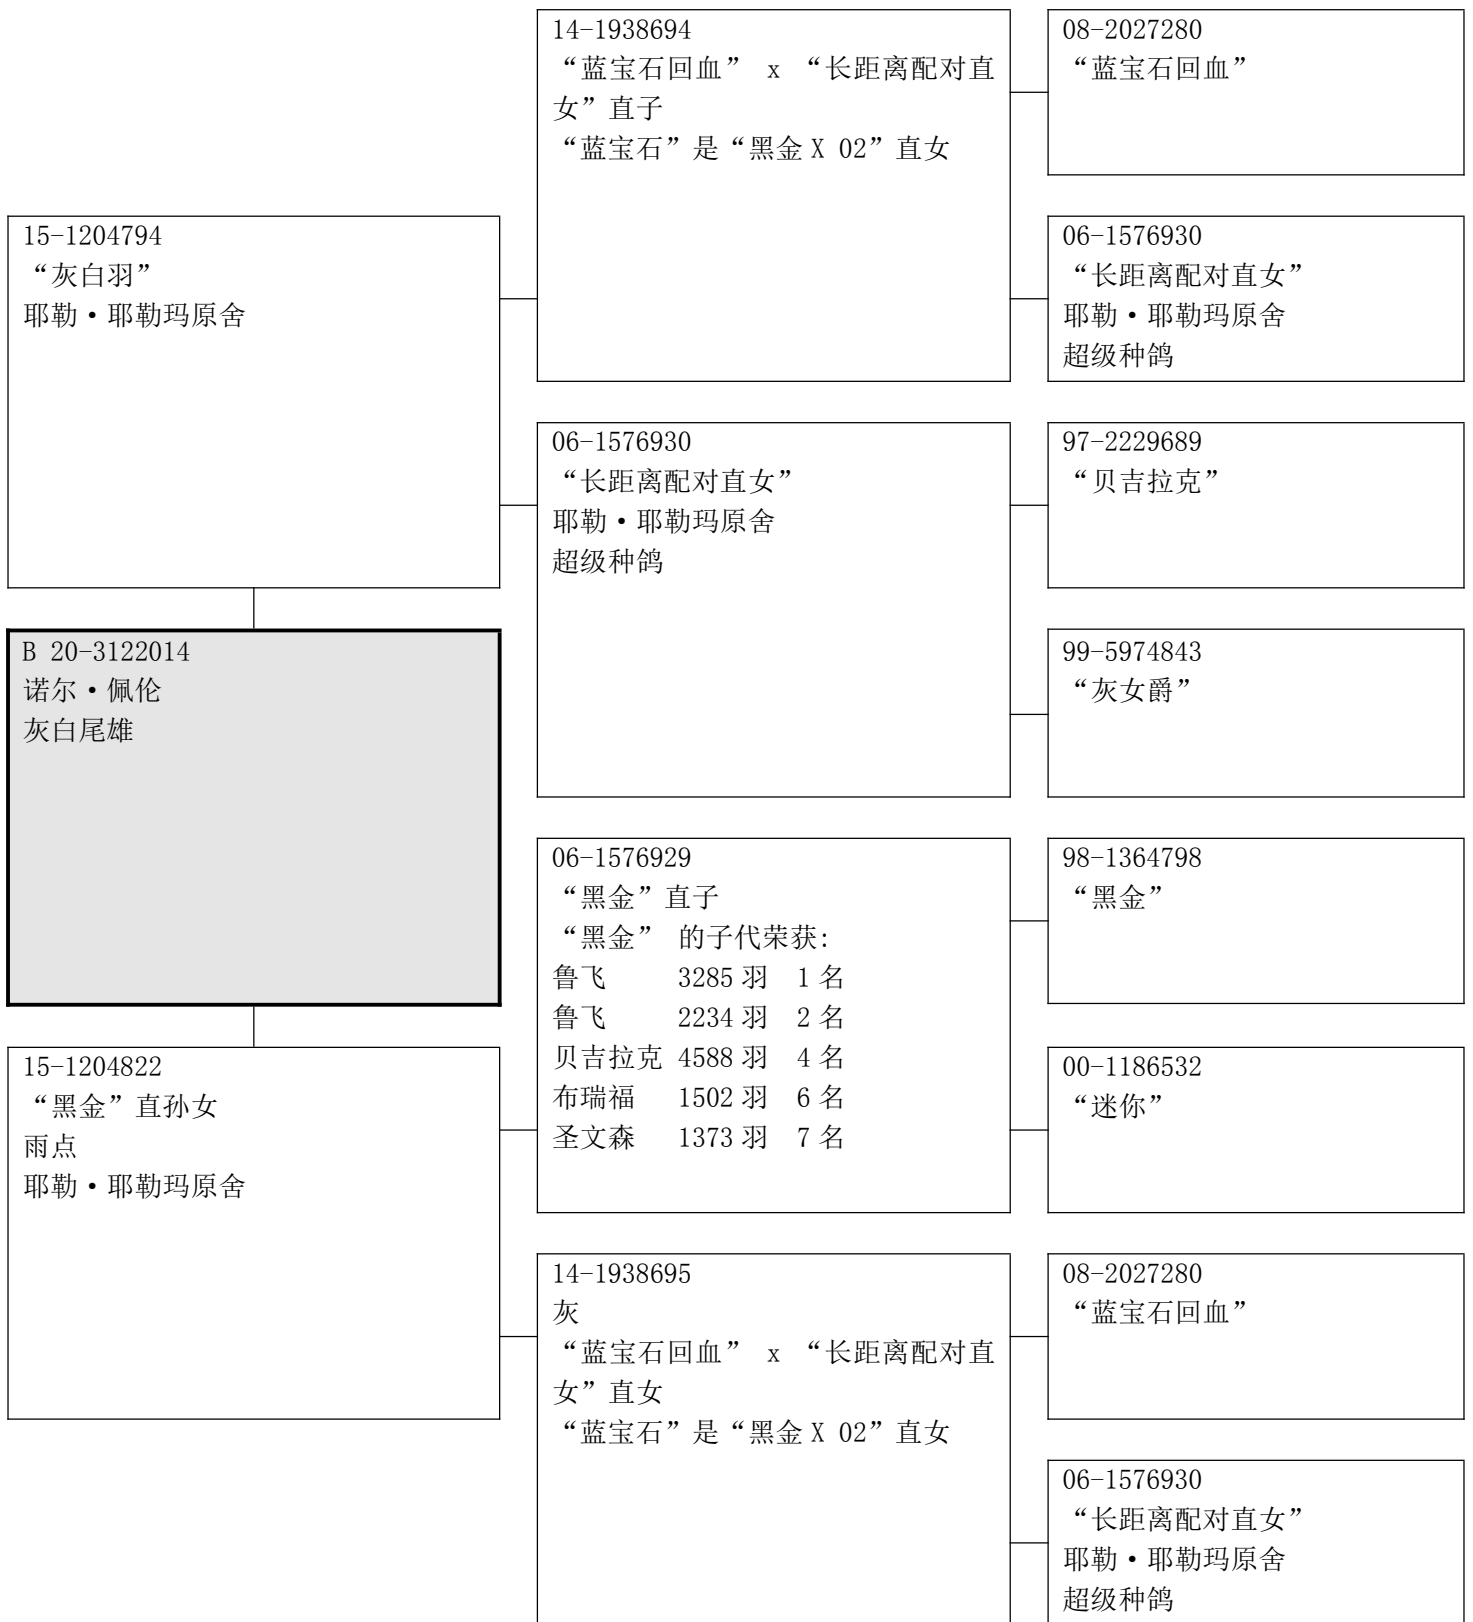 14-1938694
“蓝宝石回血” x “长距离配对直
女”直子
“蓝宝石”是“黑金 X 02”直女
08-2027280
“蓝宝石回血”
15-1204794
“灰白羽”
耶勒·耶勒玛原舍
06-1576930
“长距离配对直女”
耶勒·耶勒玛原舍
超级种鸽
06-1576930
“长距离配对直女”
耶勒·耶勒玛原舍
超级种鸽
97-2229689
“贝吉拉克”
B 20-3122014
诺尔·佩伦
灰白尾雄
99-5974843
“灰女爵”
06-1576929
“黑金”直子
“黑金” 的子代荣获:
鲁飞 3285 羽 1 名
鲁飞 2234 羽 2 名
贝吉拉克 4588 羽 4 名
布瑞福 1502 羽 6 名
圣文森 1373 羽 7 名
98-1364798
“黑金”
15-1204822
“黑金”直孙女
雨点
耶勒·耶勒玛原舍
00-1186532
“迷你”
14-1938695
灰
“蓝宝石回血” x “长距离配对直
女”直女
“蓝宝石”是“黑金 X 02”直女
08-2027280
“蓝宝石回血”
06-1576930
“长距离配对直女”
耶勒·耶勒玛原舍
超级种鸽